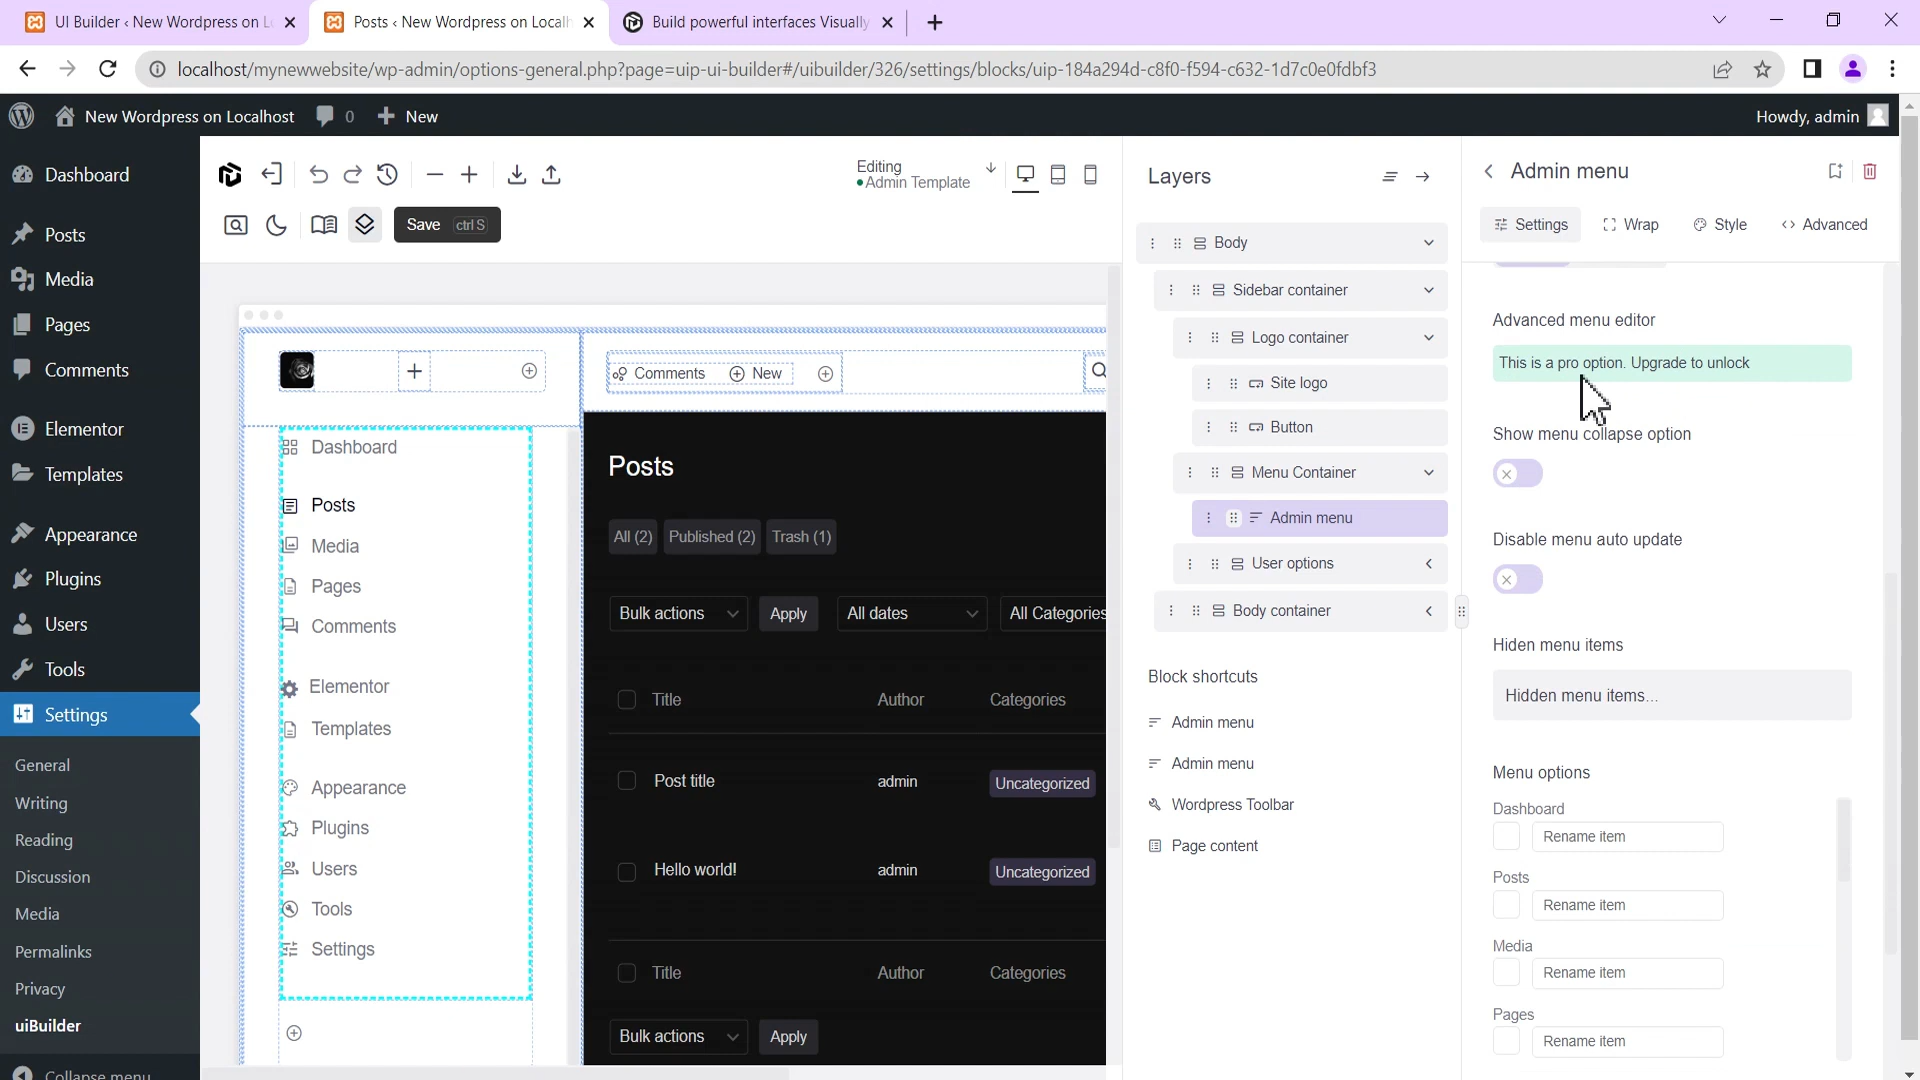 UI Builder ‹ New Wordpress on Lo
Posts ‹ New Wordpress on Localh
Build powerful interfaces Visually
localhost/mynewwebsite/wp-admin/options-general.php?page=uip-ui-builder#/uibuilder/326/settings/blocks/uip-184a294d-c8f0-f594-c632-1d7c0e0fdbf3
New Wordpress on Localhost
0
New
Howdy, admin
Dashboard
Posts
Media
Pages
Comments
Elementor
Templates
Appearance
Plugins
Users
Tools
Settings
General
Writing
Reading
Discussion
Media
Permalinks
Privacy
uiBuilder
Collapse menu
Editing
Admin Template
Save ctrl S
Dashboard
Posts
Media
Pages
Comments
Elementor
Templates
Appearance
Plugins
Users
Tools
Settings
Comments
New
Posts
All (2)
Published (2)
Trash (1)
Bulk actions
Apply
All dates
All Categories
Title Author Categories
Post title admin Uncategorized
Hello world! admin Uncategorized
Title Author Categories
Bulk actions
Apply
Layers
Body
Sidebar container
Logo container
Site logo
Button
Menu Container
Admin menu
User options
Body container
Block shortcuts
Admin menu
Admin menu
Wordpress Toolbar
Page content
Admin menu
Settings
Wrap
Style
Advanced
Advanced menu editor
This is a pro option. Upgrade to unlock
Show menu collapse option
Disable menu auto update
Hiden menu items
Hidden menu items...
Menu options
Dashboard
Rename item
Posts
Rename item
Media
Rename item
Pages
Rename item